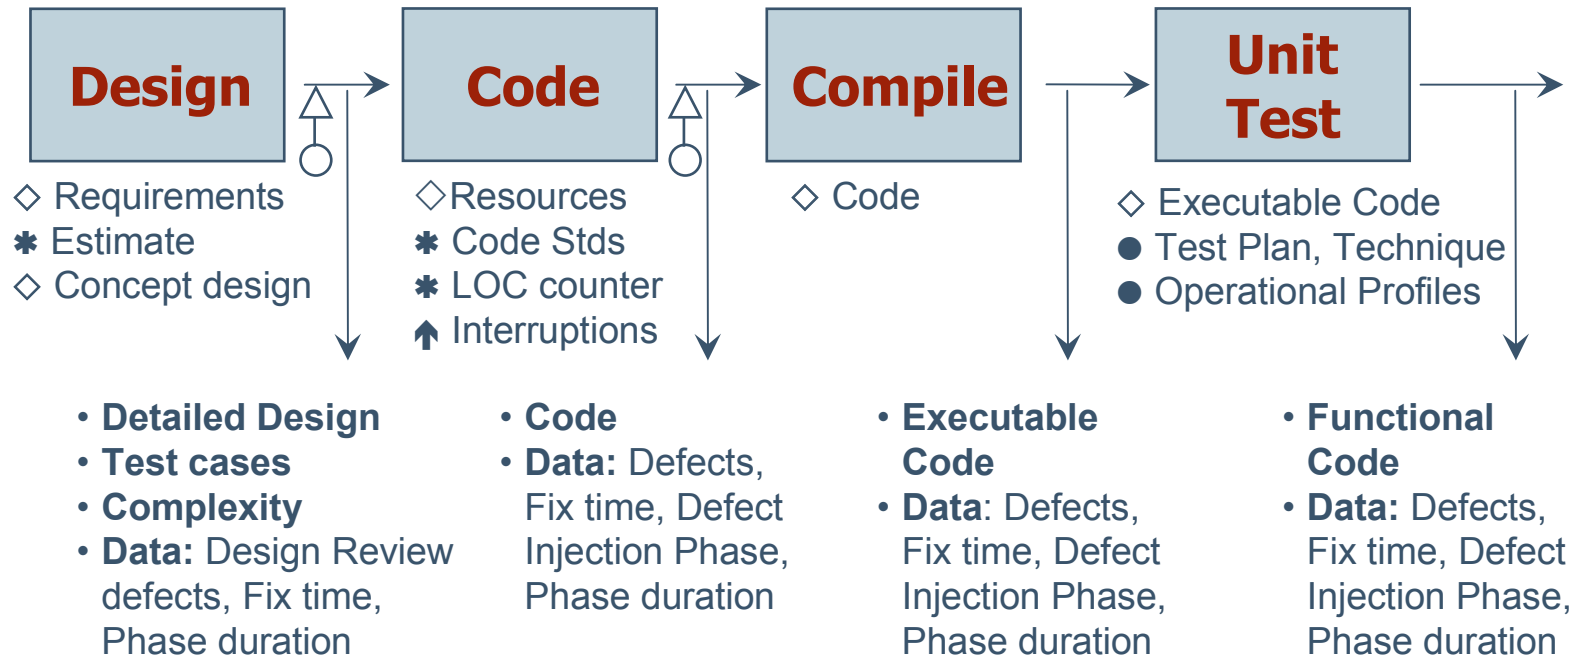 Design
Code
Compile
Unit
Test
Requirements
Estimate
Concept design
Resources
Code Stds
LOC counter
Interruptions
Code
Executable Code
Test Plan, Technique
Operational Profiles
• Detailed Design
• Test cases
• Complexity
• Data: Design Review
defects, Fix time,
Phase duration
• Code
• Data: Defects,
Fix time, Defect
Injection Phase,
Phase duration
• Executable
Code
• Data: Defects,
Fix time, Defect
Injection Phase,
Phase duration
• Functional
Code
• Data: Defects,
Fix time, Defect
Injection Phase,
Phase duration